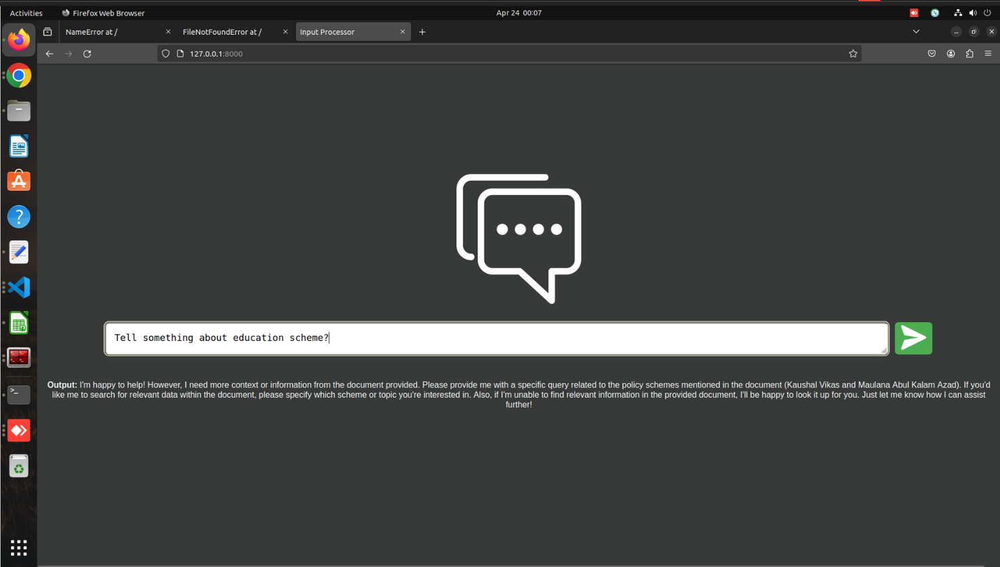 Activities Firefox Web Browser Apr 24 00:07
NameError at / FileNotFoundError at / Input Processor
127.0.0.1:8000
Tell something about education scheme?
Output: I'm happy to help! However, I need more context or information from the document provided. Please provide me with a specific query related to the policy schemes mentioned in the document (Kaushal Vikas and Maulana Abul Kalam Azad). If you'd
like me to search for relevant data within the document, please specify which scheme or topic you're interested in. Also, if I'm unable to find relevant information in the provided document, I'll be happy to look it up for you. Just let me know how I can assist
further!